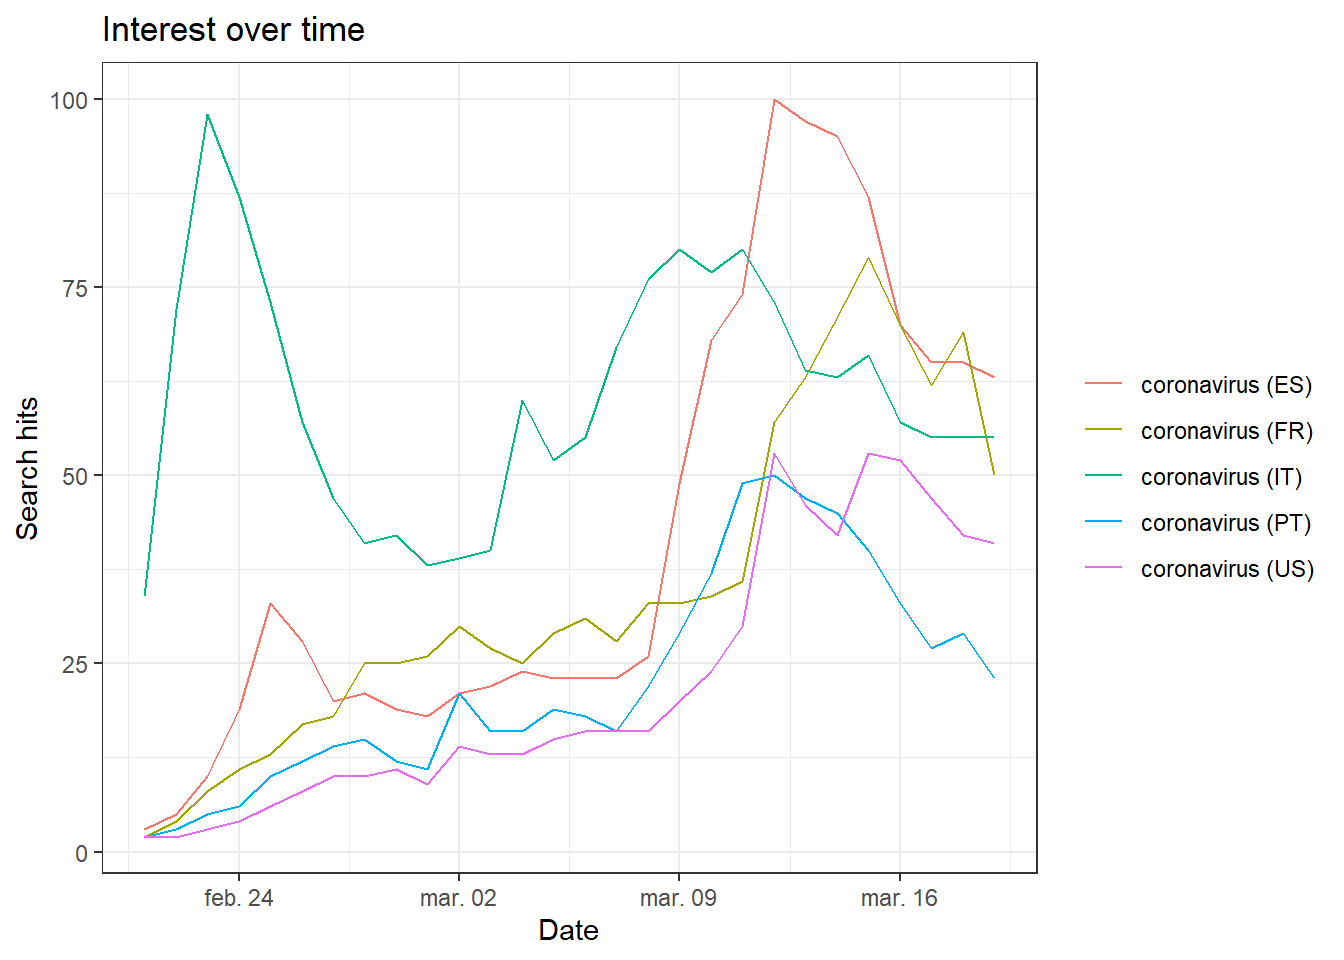 Interest over time
100
75
50
25
0
Search hits
feb. 24
mar. 02
mar. 09
mar. 16
Date
coronavirus (ES)
coronavirus (FR)
coronavirus (IT)
coronavirus (PT)
coronavirus (US)